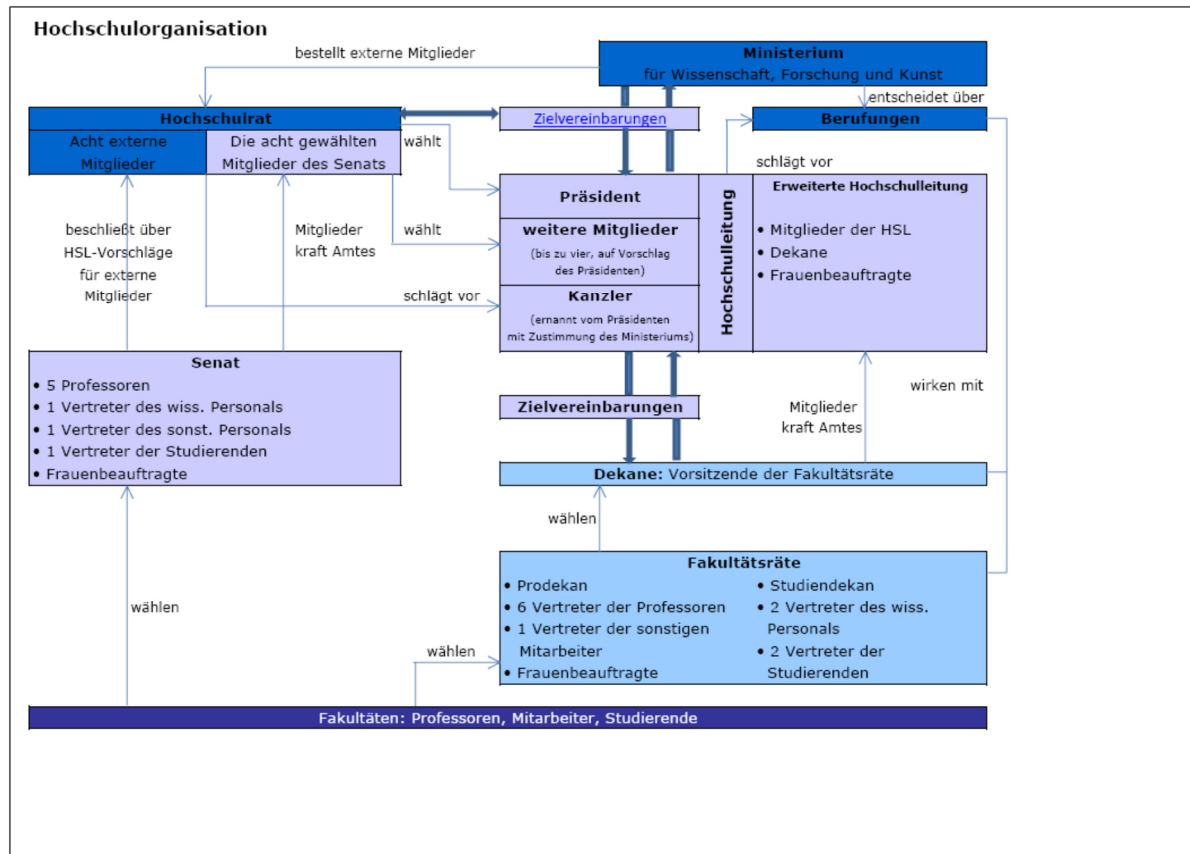 Hochschulorganisation
bestellt externe Mitglieder
Ministerium
für Wissenschaft, Forschung und Kunst
entscheidet über
Hochschulrat
Zielvereinbarungen
Berufungen
Acht externe
Mitglieder
Die acht gewählten
Mitglieder des Senats
wählt
schlägt vor
Präsident
Hochschulleitung
Erweiterte Hochschulleitung
• Mitglieder der HSL
• Dekane
• Frauenbeauftragte
beschließt über
HSL-Vorschläge
für externe
Mitglieder
Mitglieder
kraft Amtes
wählt
weitere Mitglieder
(bis zu vier, auf Vorschlag
des Präsidenten)
schlägt vor
Kanzler
(ernannt vom Präsidenten
mit Zustimmung des Ministeriums)
Senat
• 5 Professoren
• 1 Vertreter des wiss. Personals
• 1 Vertreter des sonst. Personals
• 1 Vertreter der Studierenden
• Frauenbeauftragte
Zielvereinbarungen
Mitglieder
kraft Amtes
wirken mit
Dekane: Vorsitzende der Fakultätsräte
wählen
Fakultätsräte
• Prodekan
• 6 Vertreter der Professoren
• 1 Vertreter der sonstigen
Mitarbeiter
• Frauenbeauftragte
• Studiendekan
• 2 Vertreter des wiss.
Personals
• 2 Vertreter der
Studierenden
wählen
wählen
Fakultäten: Professoren, Mitarbeiter, Studierende